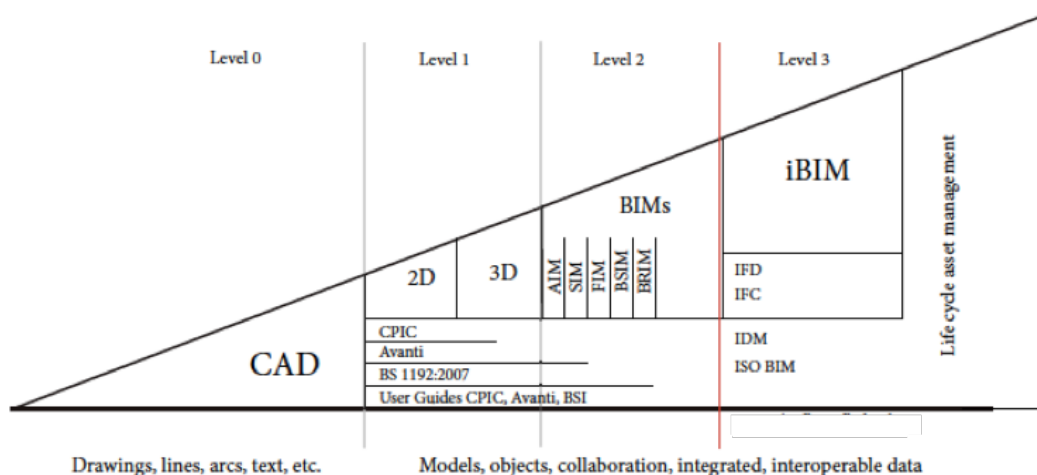 Level 0
Level 1
Level 2
Level 3
iBIM
BIMs
2D
3D
AIM
SIM
FIM
BSIM
BRIM
IFD
IFC
Life cycle asset management
CPIC
IDM
Avanti
CAD
ISO BIM
BS 1192:2007
User Guides CPIC, Avanti, BSI
Drawings, lines, arcs, text, etc.
Models, objects, collaboration, integrated, interoperable data